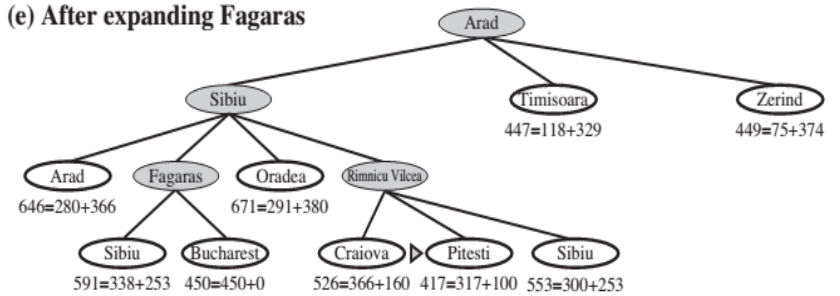 (e) After expanding Fagaras
Arad
Sibiu
Timisoara
Zerind
447=118+329
449=75+374
Arad
Fagaras
Oradea
Rimnicu Vilcea
646=280+366
671=291+380
Sibiu
Bucharest
Craiova
Pitesti
Sibiu
591=338+253
450=450+0
526=366+160
417=317+100
553=300+253